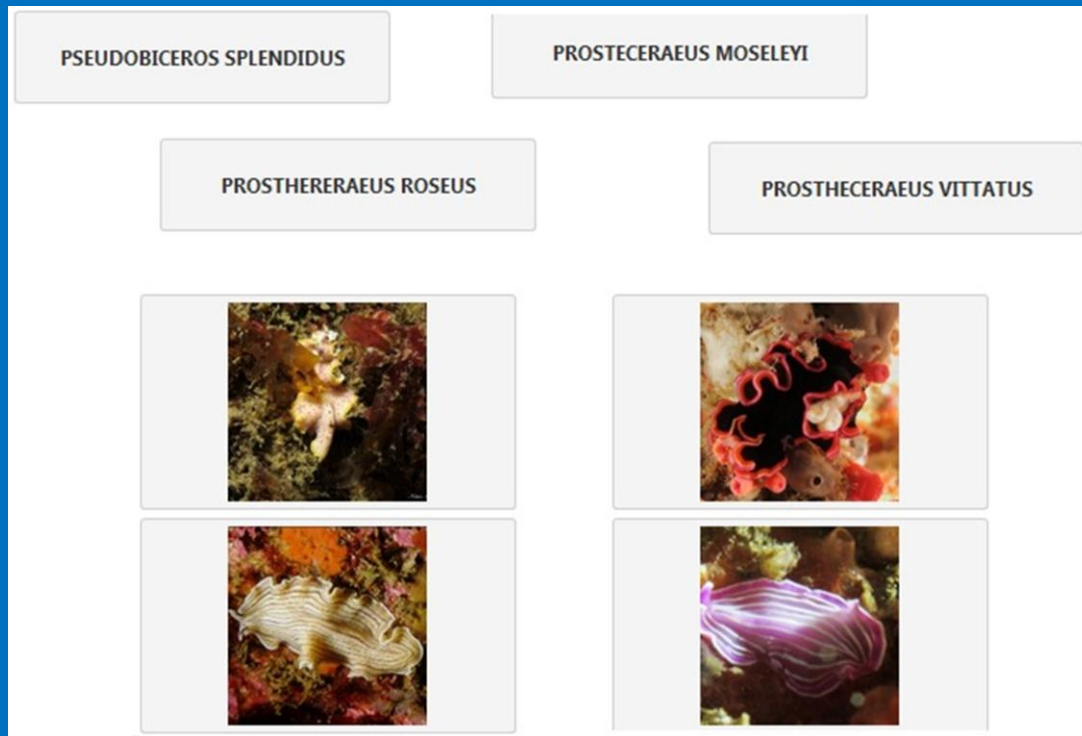 PSEUDOBICEROS SPLENDIDUS
PROSTECERAEUS MOSELEYI
PROSTHERERAEUS ROSEUS
PROSTHECERAEUS VITTATUS